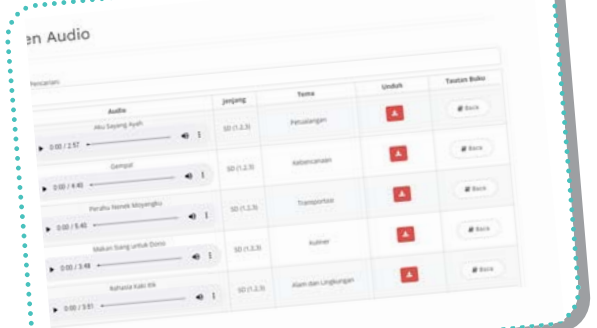 en Audio
Pencarian:
Audio Jenjang Tema Unduh Tautan Buku
Aku Sayang Ayah
0:00 / 2:57 SD (1,2,3) Petualangan Baca
Gempa!
0:00 / 4:40 SD (1,2,3) Kebencanaan Baca
Perahu Nenek Moyangku
0:00 / 5:40 SD (1,2,3) Transportasi Baca
Makan Siang untuk Dono
0:00 / 3:48 SD (1,2,3) Kuliner Baca
Rahasia Kaki Kiki
0:00 / 3:51 SD (1,2,3) Alam dan Lingkungan Baca